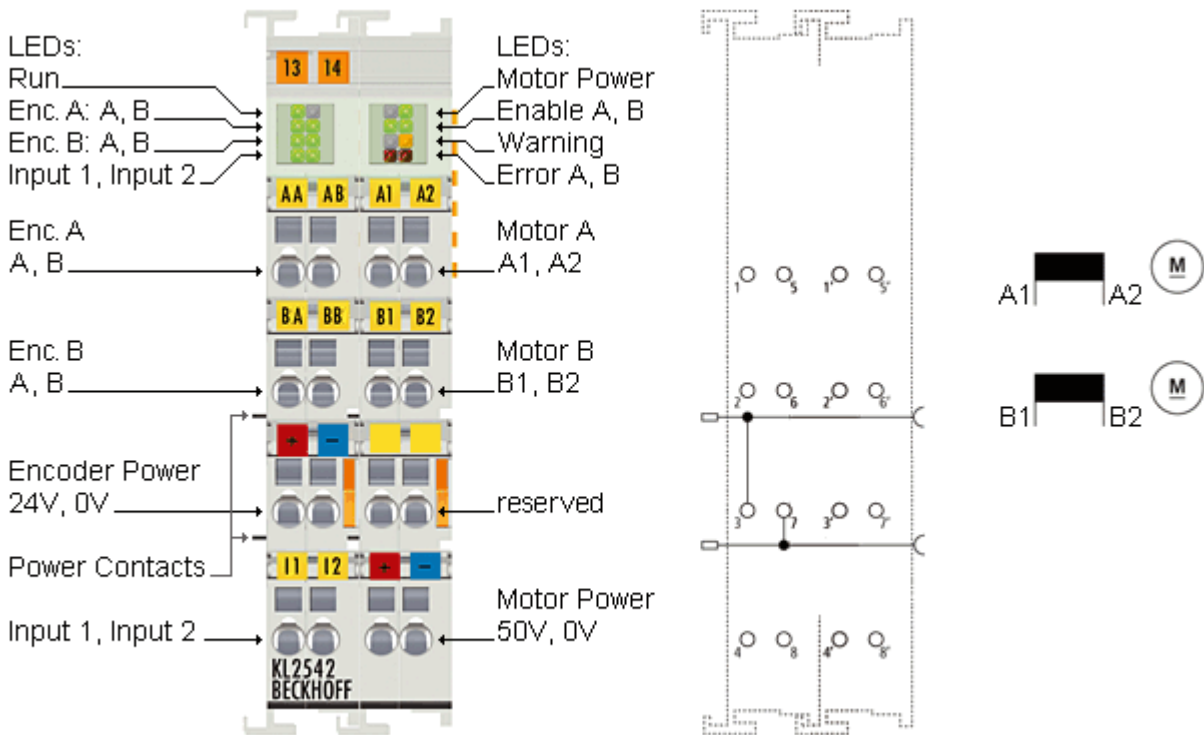 LEDs:
Run
Enc. A: A, B
Enc. B: A, B
Input 1, Input 2
Enc. A
A, B
Enc. B
A, B
Encoder Power
24V, 0V
Power Contacts
Input 1, Input 2
13 14
AA AB A1 A2
BA BB B1 B2
+ −
I1 I2 + −
KL2542
BECKHOFF
LEDs:
Motor Power
Enable A, B
Warning
Error A, B
Motor A
A1, A2
Motor B
B1, B2
reserved
Motor Power
50V, 0V
1 5 1' 5'
2 6 2' 6'
3 7 3' 7'
4 8 4' 8'
A1 A2 M
B1 B2 M